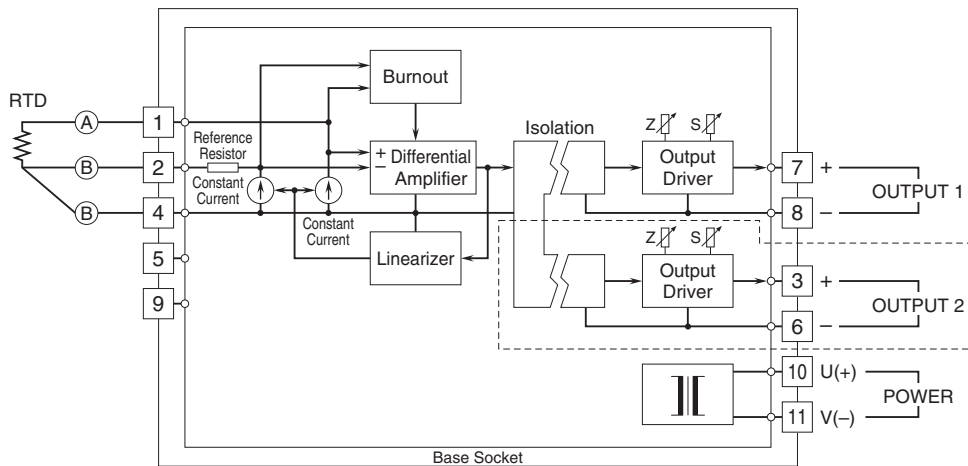 RTD
A
B
B
1
2
4
5
9
Reference
Resistor
Constant
Current
Constant
Current
Burnout
+
−
Differential
Amplifier
Linearizer
Isolation
Z
S
Output
Driver
Z
S
Output
Driver
7
+
8
−
OUTPUT 1
3
+
6
−
OUTPUT 2
10
U(+)
11
V(−)
POWER
Base Socket